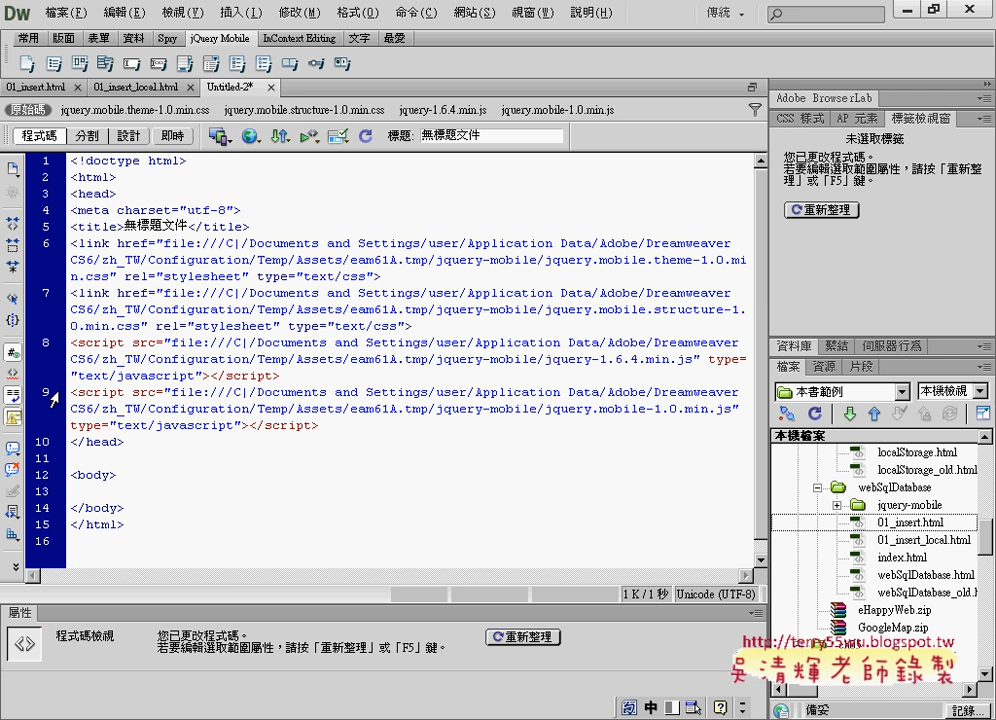 Dw 檔案(F) 編輯(E) 檢視(V) 插入(I) 修改(M) 格式(O) 命令(C) 網站(S) 視窗(W) 說明(H) 傳統
常用 版面 表單 資料 Spry jQuery Mobile InContext Editing 文字 最愛
01_insert.html 01_insert_local.html Untitled-2*
原始碼 jquery.mobile.theme-1.0.min.css jquery.mobile.structure-1.0.min.css jquery-1.6.4.min.js jquery.mobile-1.0.min.js
程式碼 分割 設計 即時 標題: 無標題文件
1 <!doctype html>
2 <html>
3 <head>
4 <meta charset="utf-8">
5 <title>無標題文件</title>
6 <link href="file:///C|/Documents and Settings/user/Application Data/Adobe/Dreamweaver
CS6/zh_TW/Configuration/Temp/Assets/eam61A.tmp/jquery-mobile/jquery.mobile.theme-1.0.mi
n.css" rel="stylesheet" type="text/css">
7 <link href="file:///C|/Documents and Settings/user/Application Data/Adobe/Dreamweaver
CS6/zh_TW/Configuration/Temp/Assets/eam61A.tmp/jquery-mobile/jquery.mobile.structure-1.
0.min.css" rel="stylesheet" type="text/css">
8 <script src="file:///C|/Documents and Settings/user/Application Data/Adobe/Dreamweaver
CS6/zh_TW/Configuration/Temp/Assets/eam61A.tmp/jquery-mobile/jquery-1.6.4.min.js" type=
"text/javascript"></script>
9 <script src="file:///C|/Documents and Settings/user/Application Data/Adobe/Dreamweaver
CS6/zh_TW/Configuration/Temp/Assets/eam61A.tmp/jquery-mobile/jquery.mobile-1.0.min.js"
type="text/javascript"></script>
10 </head>
11
12 <body>
13
14 </body>
15 </html>
16
1 K / 1 秒 Unicode (UTF-8)
屬性
程式碼檢視 您已更改程式碼。
若要編輯選取範圍屬性，請按「重新整理」或「F5」鍵。
重新整理
Adobe BrowserLab
CSS 樣式 AP 元素 標籤檢視窗
未選取標籤
您已更改程式碼。
若要編輯選取範圍屬性，請按「重新整
理」或「F5」鍵。
重新整理
資料庫 繫結 伺服器行為
檔案 資源 片段
本書範例 本機檢視
本機檔案
localStorage.html
localStorage_old.html
webSqlDatabase
jquery-mobile
01_insert.html
01_insert_local.html
index.html
webSqlDatabase.html
webSqlDatabase_old.h
eHappyWeb.zip
GoogleMap.zip
http://terry55wu.blogspot.tw
吳清輝老師錄製
中
備妥 記錄...